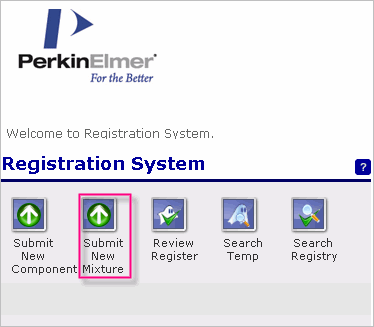 PerkinElmer
For the Better
Welcome to Registration System.
Registration System
?
Submit New Component
Submit New Mixture
Review Register
Search Temp
Search Registry